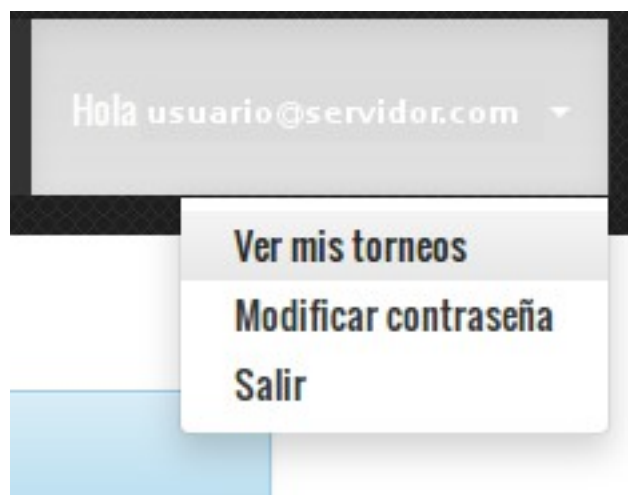 Hola usuario@servidor.com
Ver mis torneos
Modificar contraseña
Salir